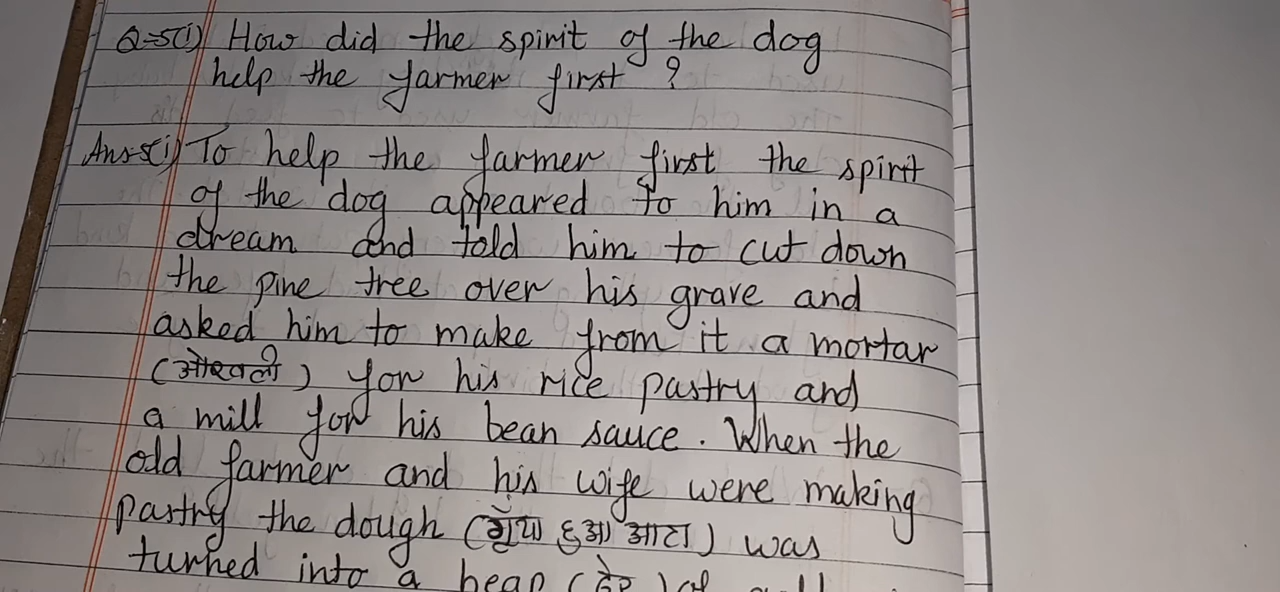 Q-5(i) How did the spirit of the dog
help the farmer first ?
Ans-5(i) To help the farmer first the spirit
of the dog appeared to him in a
dream and told him to cut down
the pine tree over his grave and
asked him to make from it a mortar
(ओखली) for his rice pastry and
a mill for his bean sauce. When the
old farmer and his wife were making
pastry the dough (गूँथा हुआ आटा) was
turned into a heap (ढेर) of